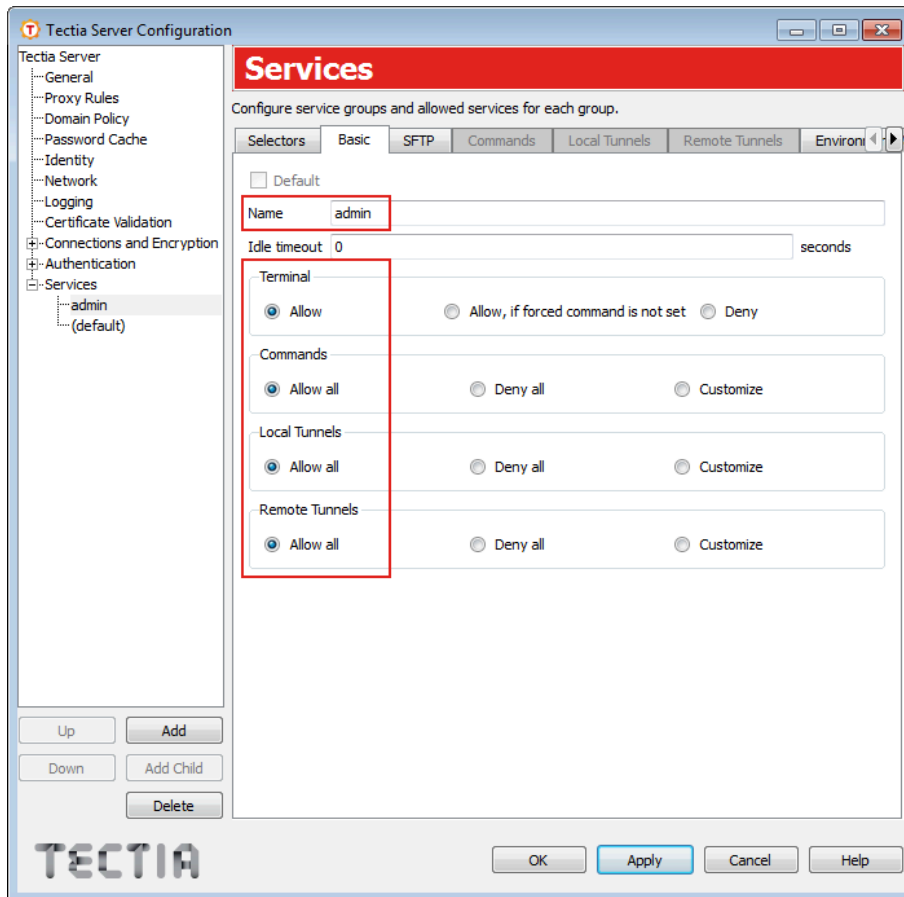 Tectia Server Configuration
Tectia Server
General
Proxy Rules
Domain Policy
Password Cache
Identity
Network
Logging
Certificate Validation
Connections and Encryption
Authentication
Services
admin
(default)
Up Add
Down Add Child
Delete
TECTIA
Services
Configure service groups and allowed services for each group.
Selectors Basic SFTP Commands Local Tunnels Remote Tunnels
Default
Name admin
Idle timeout 0 seconds
Terminal
Allow Allow, if forced command is not set Deny
Commands
Allow all Deny all Customize
Local Tunnels
Allow all Deny all Customize
Remote Tunnels
Allow all Deny all Customize
OK Apply Cancel Help